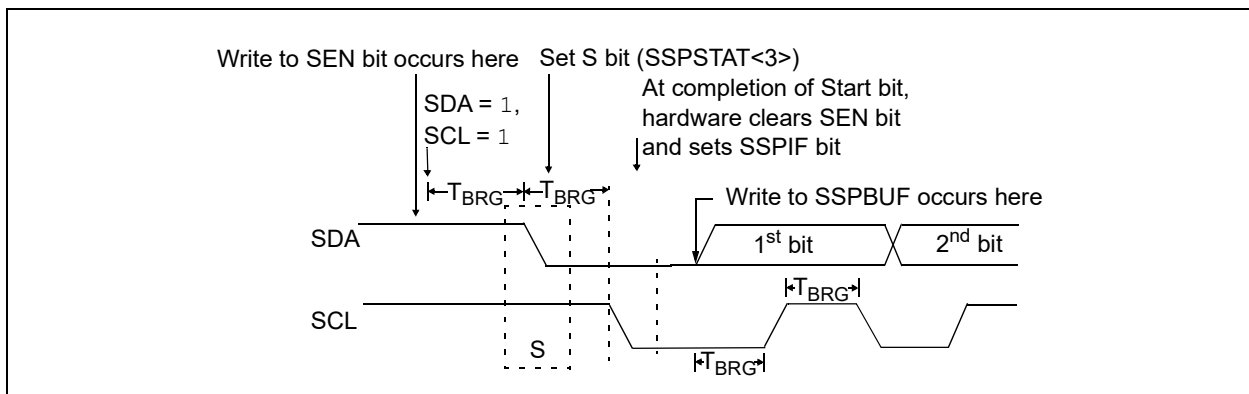 Write to SEN bit occurs here
Set S bit (SSPSTAT<3>)
At completion of Start bit,
hardware clears SEN bit
and sets SSPIF bit
SDA = 1,
SCL = 1
TBRG
TBRG
Write to SSPBUF occurs here
SDA
1st bit
2nd bit
TBRG
SCL
S
TBRG